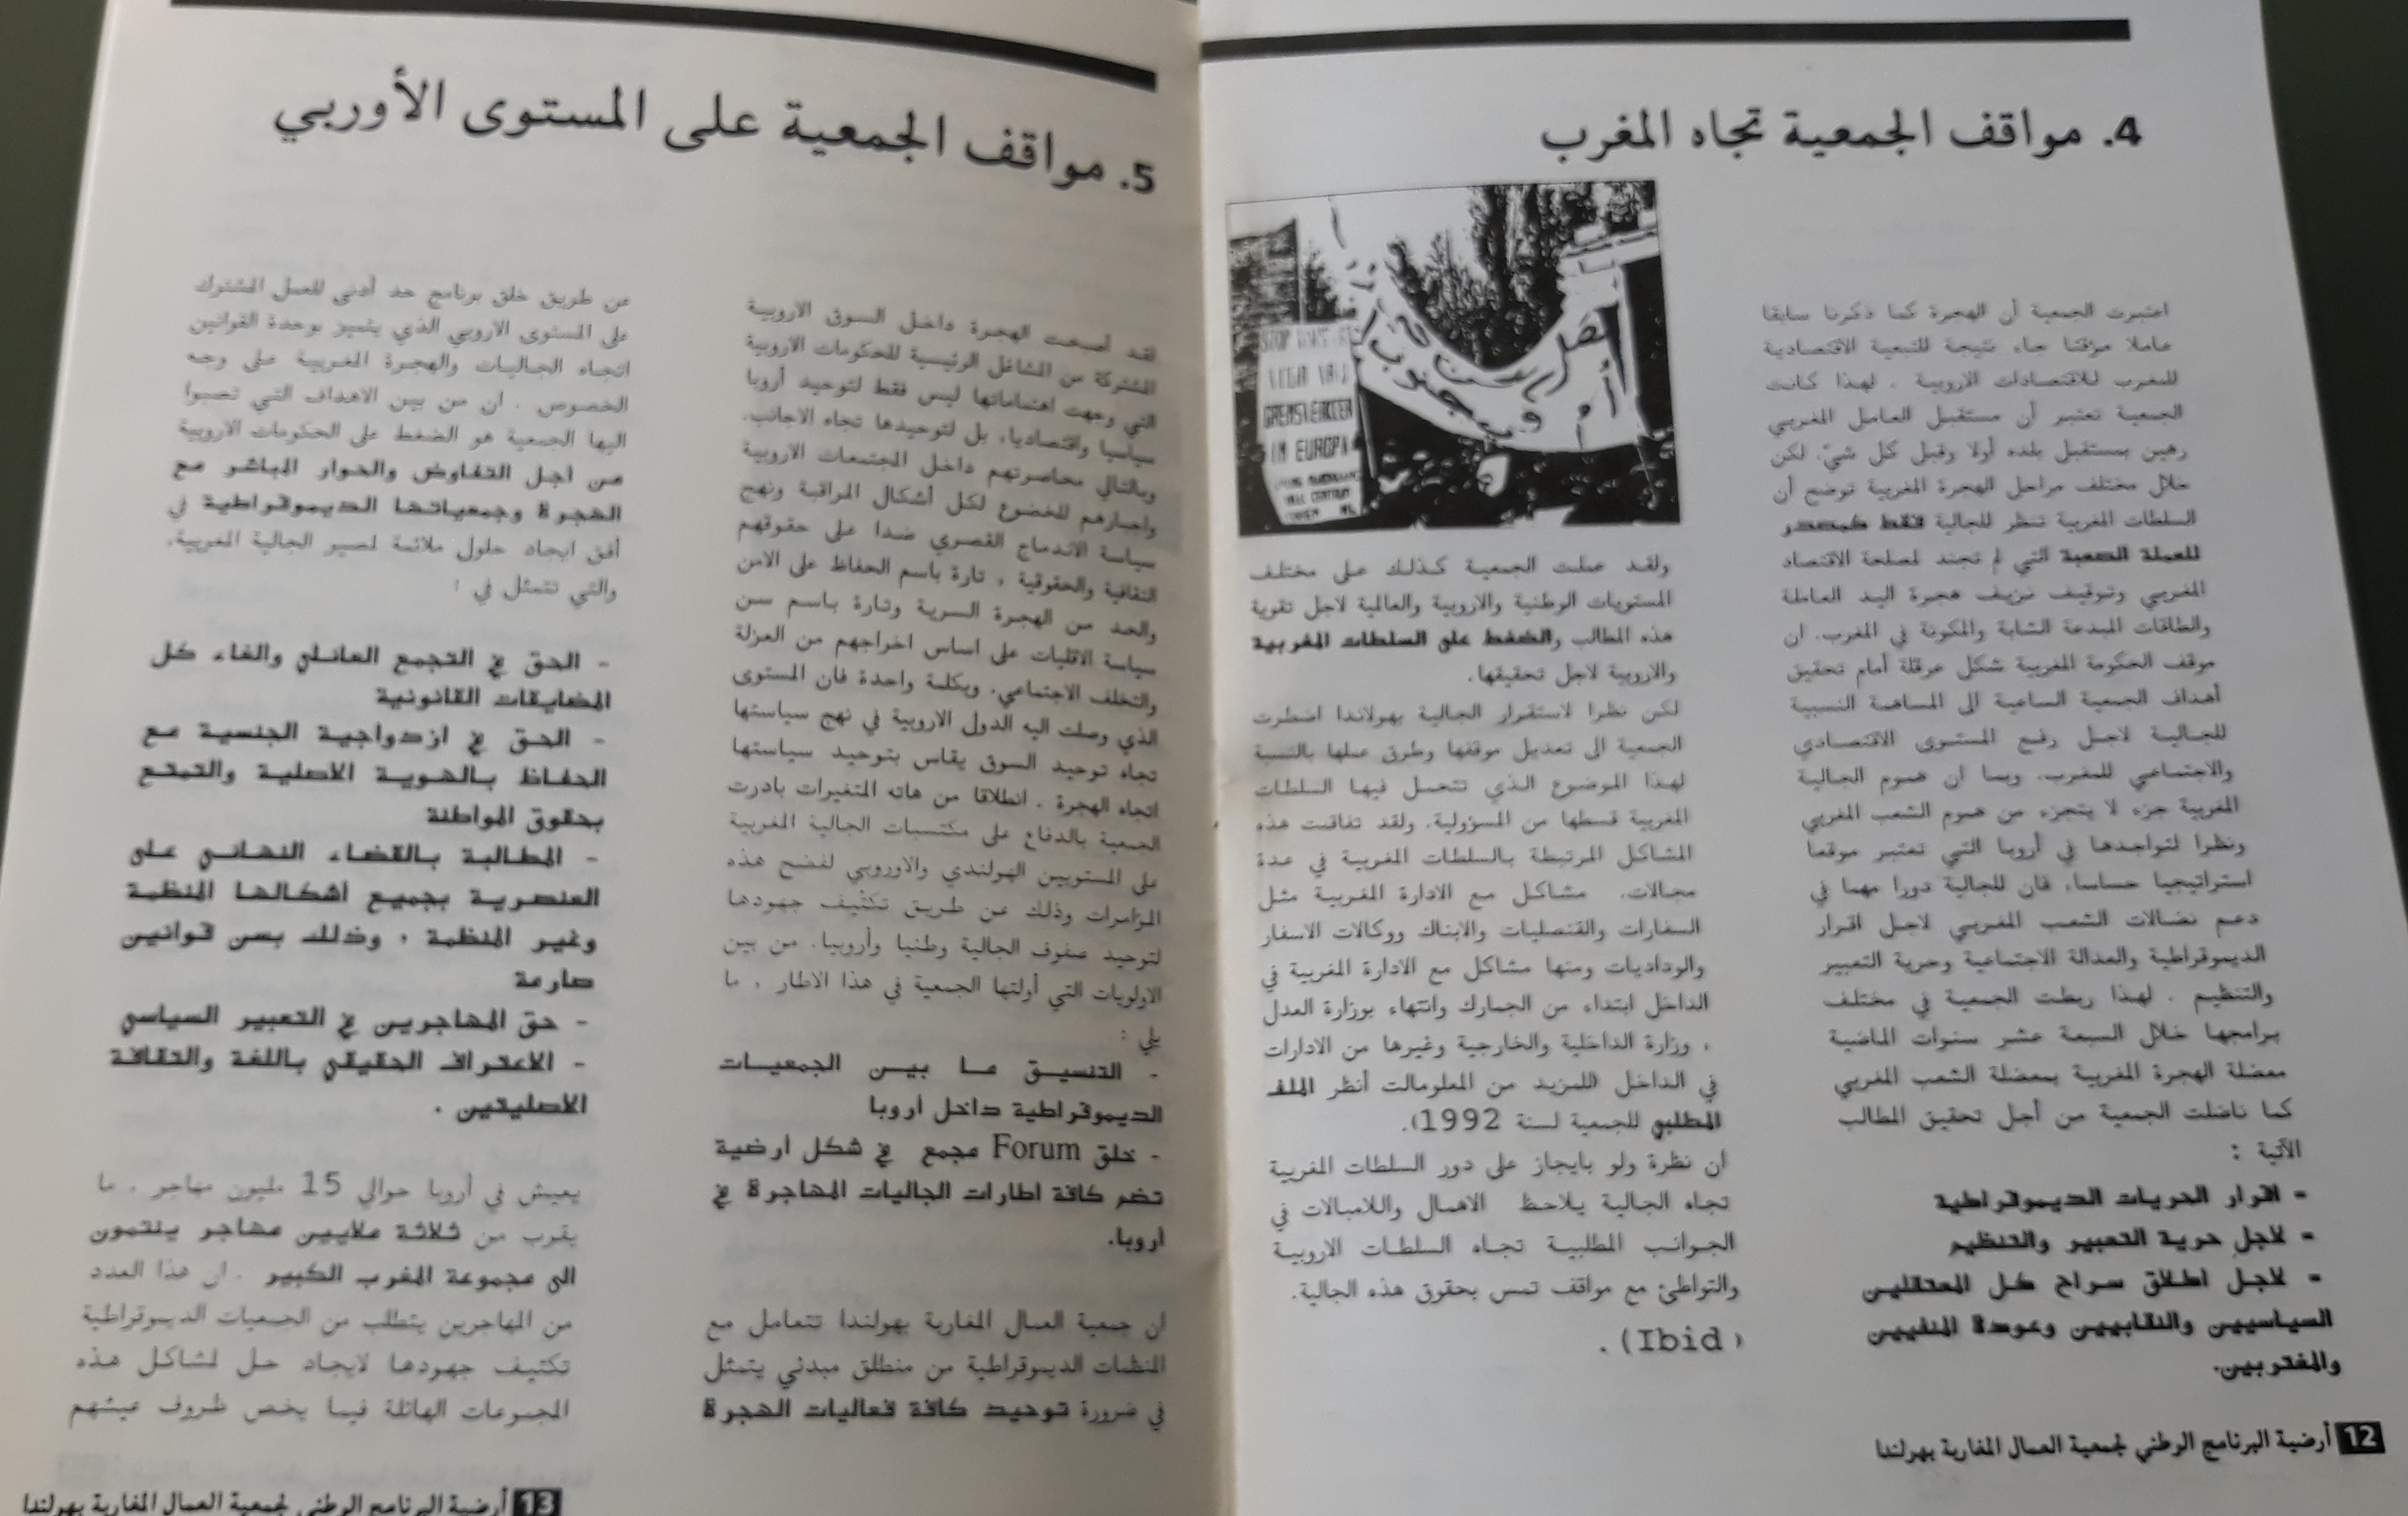 4. مواقف الجمعية تجاه المغرب
اعتبرت الجمعية أن الهجرة كما ذكرنا سابقا
عاملا مؤقتا جاء نتيجة للتبعية الاقتصادية
للمغرب للاقتصادات الاروبية . لهذا كانت
الجمعية تعتبر أن مستقبل العامل المغربي
رهين بمستقبل بلده أولا وقبل كل شئ. لكن
خلال مختلف مراحل الهجرة المغربية توضح أن
السلطات المغربية تنظر للجالية فقط كمصدر
للعملة الصعبة التي لم تجند لمصلحة الاقتصاد
المغربي وتوقيف نزيف هجرة اليد العاملة
والطاقات المبدعة الشابة والمكونة في المغرب. ان
موقف الحكومة المغربية شكل عرقلة أمام تحقيق
أهداف الجمعية الساعية الى المساهمة النسبية
للجالية لاجل رفع المستوى الاقتصادي
والاجتماعي للمغرب. وبما ان هموم الجالية
المغربية جزء لا يتجزء من هموم الشعب المغربي
ونظرا لتواجدها في أروبا التي تعتبر موقعا
استراتيجيا حساسا، فان للجالية دورا مهما في
دعم نضالات الشعب المغربي لاجل اقرار
الديموقراطية والعدالة الاجتماعية وحرية التعبير
والتنظيم . لهذا ربطت الجمعية في مختلف
برامجها خلال السبعة عشر سنوات الماضية
معضلة الهجرة المغربية بمعضلة الشعب المغربي
كما ناضلت الجمعية من أجل تحقيق المطالب
الآتية :
- اقرار الحريات الديموقراطية
- لاجل حرية التعبير والتنظيم
- لاجل اطلاق سراح كل المعتقلين
السياسيين والنقابيين وعودة المنفيين
والمغتربين.
STOP
GRENSWERKER
IN EUROPA
ولقد عملت الجمعية كذلك على مختلف
المستويات الوطنية والاروبية والعالمية لاجل تقوية
هذه المطالب والضغط على السلطات المغربية
والاروبية لاجل تحقيقها.
لكن نظرا لاستقرار الجالية بهولاندا اضطرت
الجمعية الى تعديل موقفها وطرق عملها بالنسبة
لهذا الموضوع الذي تتحمل فيها السلطات
المغربية قسطها من المسؤولية. ولقد تفاقمت هذه
المشاكل المرتبطة بالسلطات المغربية في عدة
مجالات. مشاكل مع الادارة المغربية مثل
السفارات والقنصليات والابناك ووكالات الاسفار
والوداديات ومنها مشاكل مع الادارة المغربية في
الداخل ابتداء من الجمارك وانتهاء بوزارة العدل
، وزارة الداخلية والخارجية وغيرها من الادارات
في الداخل (للمزيد من المعلومات أنظر الملف
المطلبي للجمعية لسنة 1992).
ان نظرة ولو بايجاز على دور السلطات المغربية
تجاه الجالية يلاحظ الاهمال واللامبالات في
الجوانب المطلبية تجاه السلطات الاروبية
والتواطئ مع مواقف تمس بحقوق هذه الجالية.
(Ibid) .
12 أرضية البرنامج الوطني لجمعية العمال المغاربة بهولندا
5. مواقف الجمعية على المستوى الأوربي
لقد أصبحت الهجرة داخل السوق الاروبية
المشتركة من المشاغل الرئيسية للحكومات الاروبية
التي وجهت اهتماماتها ليس فقط لتوحيد أروبا
سياسيا واقتصاديا، بل لتوحيدها تجاه الاجانب.
وبالتالي محاصرتهم داخل المجتمعات الاروبية
واجبارهم للخضوع لكل أشكال المراقبة ونهج
سياسة الاندماج القصري ضدا على حقوقهم
الثقافية والحقوقية ، تارة باسم الحفاظ على الامن
والحد من الهجرة السرية وتارة باسم سن
سياسة الاقليات على اساس اخراجهم من العزلة
والتخلف الاجتماعي. وبكلمة واحدة فان المستوى
الذي وصلت اليه الدول الاروبية في نهج سياستها
تجاه توحيد السوق يقاس بتوحيد سياستها
اتجاه الهجرة . انطلاقا من هاته المتغيرات بادرت
الجمعية بالدفاع على مكتسبات الجالية المغربية
على المستويين الهولندي والاوروبي لفضح هذه
المؤامرات وذلك عن طريق تكثيف جهودها
لتوحيد صفوف الجالية وطنيا وأروبيا. من بين
الاولويات التي أولتها الجمعية في هذا الاطار ، ما
يلي :
- التنسيق ما بين الجمعيات
الديموقراطية داخل أروبا
- خلق Forum مجمع في شكل ارضية
تضم كافة اطارات الجاليات المهاجرة في
أروبا.
ان جمعية العمال المغاربة بهولندا تتعامل مع
المنظمات الديموقراطية من منطلق مبدئي يتمثل
في ضرورة توحيد كافة فعاليات الهجرة
عن طريق خلق برنامج حد أدنى للعمل المشترك
على المستوى الاروبي الذي يتميز بوحدة القوانين
اتجاه الجاليات والهجرة المغربية على وجه
الخصوص . ان من بين الاهداف التي تصبوا
اليها الجمعية هو الضغط على الحكومات الاروبية
من اجل التفاوض والحوار المباشر مع
الهجرة وجمعياتها الديموقراطية في
أفق ايجاد حلول ملائمة لمصير الجالية المغربية،
والتي تتمثل في :
- الحق في التجمع العائلي والغاء كل
المضايقات القانونية
- الحق في ازدواجية الجنسية مع
الحفاظ بالهوية الاصلية والتمتع
بحقوق المواطنة
- المطالبة بالقضاء النهائي على
العنصرية بجميع أشكالها المنظمة
وغير المنظمة ، وذلك بسن قوانين
صارمة
- حق المهاجرين في التعبير السياسي
- الاعتراف الحقيقي باللغة والثقافة
الاصليتين .
يعيش في أروبا حوالي 15 مليون مهاجر ، ما
يقرب من ثلاثة ملايين مهاجر ينتمون
الى مجموعة المغرب الكبير . ان هذا العدد
من المهاجرين يتطلب من الجمعيات الديموقراطية
تكثيف جهودها لايجاد حل لمشاكل هذه
المجموعات الهائلة فيما يخص ظروف عيشهم
13 أرضية البرنامج الوطني لجمعية العمال المغاربة بهولندا